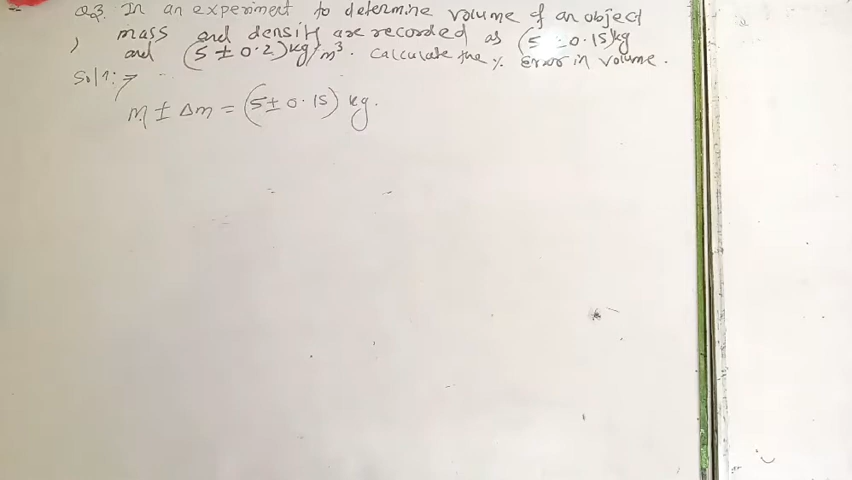 Q3. In an experiment to determine volume of an object
, mass and density are recorded as (5 ± 0.15)kg
and (5 ± 0.2) kg/m³. Calculate the % Error in volume.
Soln: ⇒
m ± Δm = (5 ± 0.15) kg.